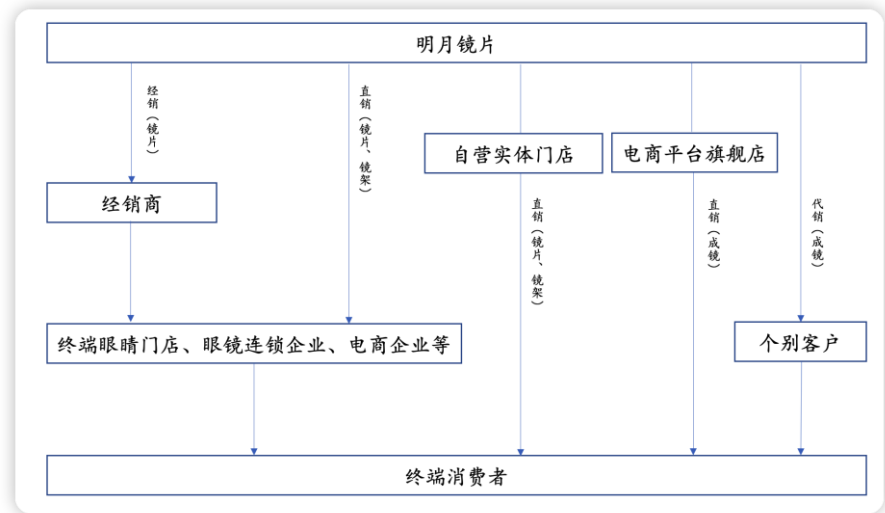 明月镜片
经销（镜片）
直销（镜片、镜架）
自营实体门店
电商平台旗舰店
经销商
直销（镜片、镜架）
直销（成镜）
代销（成镜）
终端眼睛门店、眼镜连锁企业、电商企业等
个别客户
终端消费者